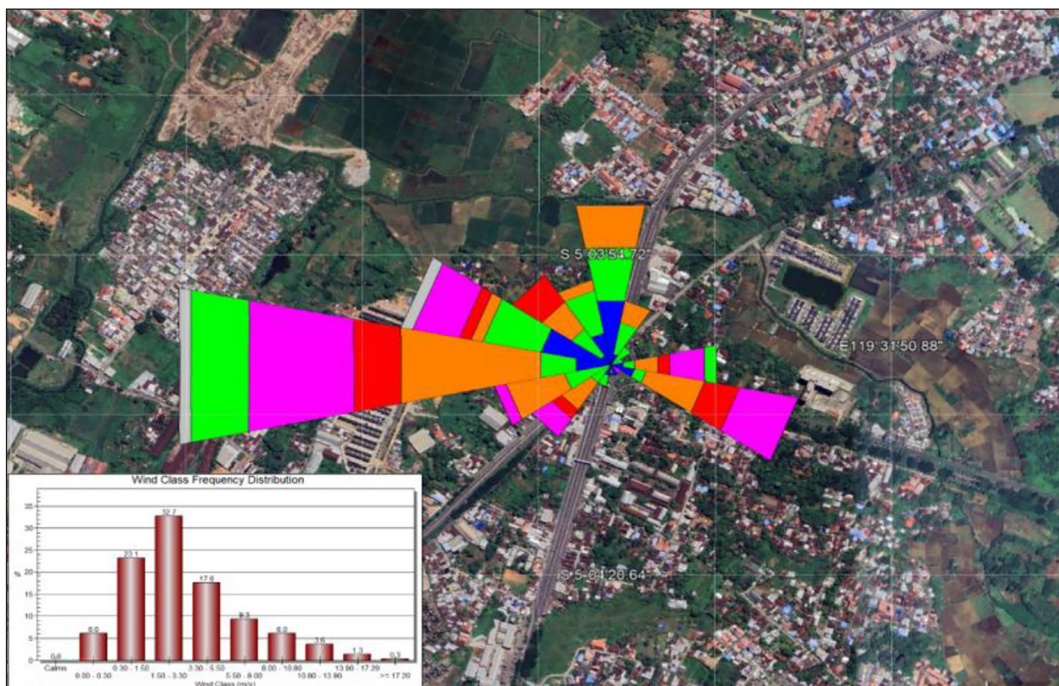 S 5°03'54.72"
E119°31'50.88"
S 5°04'20.64"
Wind Class Frequency Distribution
35
30
25
20
15
10
5
0
%
0.6
6.0
23.1
32.7
17.6
9.3
6.0
3.6
1.3
0.3
Calms
0.30 - 1.50
3.30 - 5.50
8.00 - 10.80
13.90 - 17.20
0.00 - 0.30
1.50 - 3.30
5.50 - 8.00
10.80 - 13.90
>= 17.20
Wind Class (m/s)